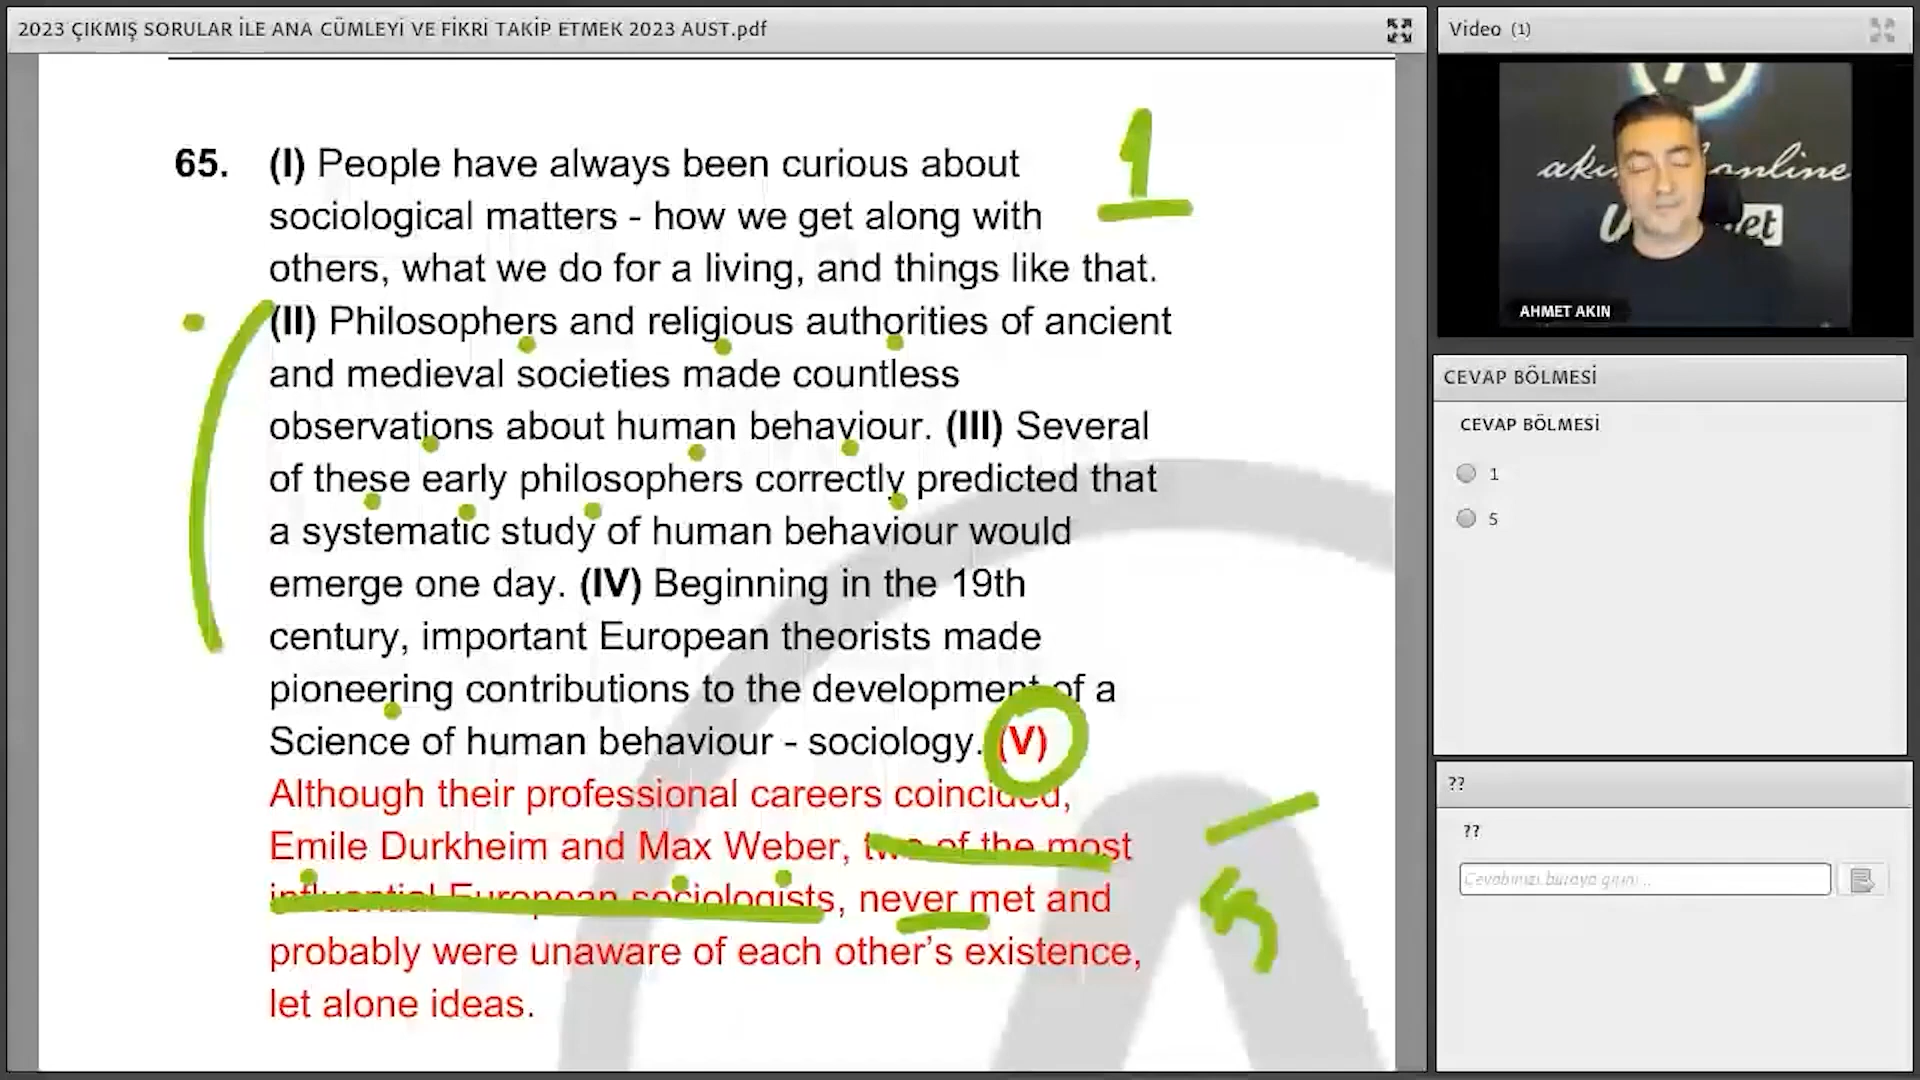 2023 ÇIKMIŞ SORULAR İLE ANA CÜMLEYİ VE FİKRİ TAKİP ETMEK 2023 AUST.pdf
65. (I) People have always been curious about
sociological matters - how we get along with
others, what we do for a living, and things like that.
(II) Philosophers and religious authorities of ancient
and medieval societies made countless
observations about human behaviour. (III) Several
of these early philosophers correctly predicted that
a systematic study of human behaviour would
emerge one day. (IV) Beginning in the 19th
century, important European theorists made
pioneering contributions to the development of a
Science of human behaviour - sociology. (V)
Although their professional careers coincided,
Emile Durkheim and Max Weber, two of the most
influential European sociologists, never met and
probably were unaware of each other's existence,
let alone ideas.
1
5
Video (1)
online
AHMET AKIN
CEVAP BÖLMESİ
CEVAP BÖLMESİ
1
5
??
??
Cevabınızı buraya girin...